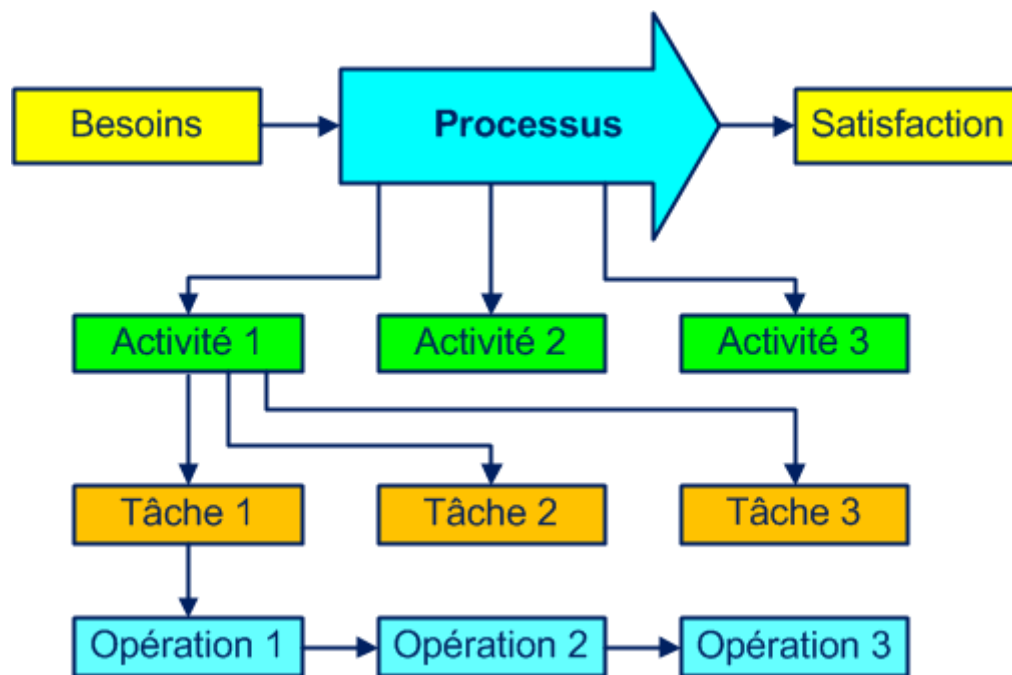 Besoins
Processus
Satisfaction
Activité 1
Activité 2
Activité 3
Tâche 1
Tâche 2
Tâche 3
Opération 1
Opération 2
Opération 3